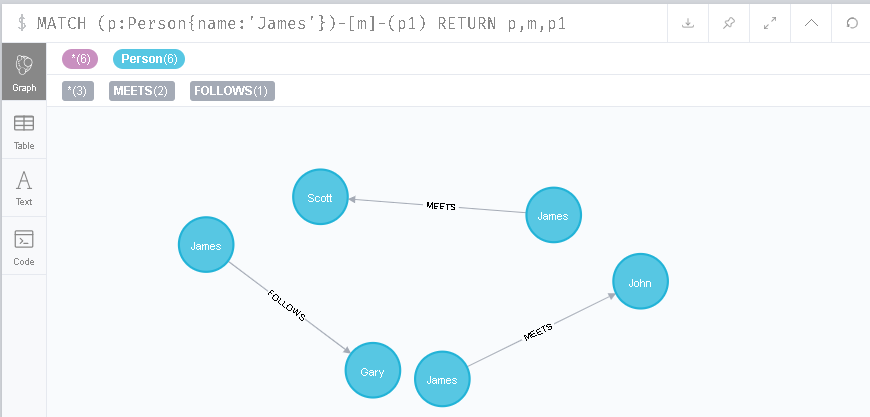 $ MATCH (p:Person{name:'James'})-[m]-(p1) RETURN p,m,p1
Graph
*(6) Person(6)
*(3) MEETS(2) FOLLOWS(1)
Table
Text
Code
Scott
MEETS
James
James
FOLLOWS
John
MEETS
Gary
James